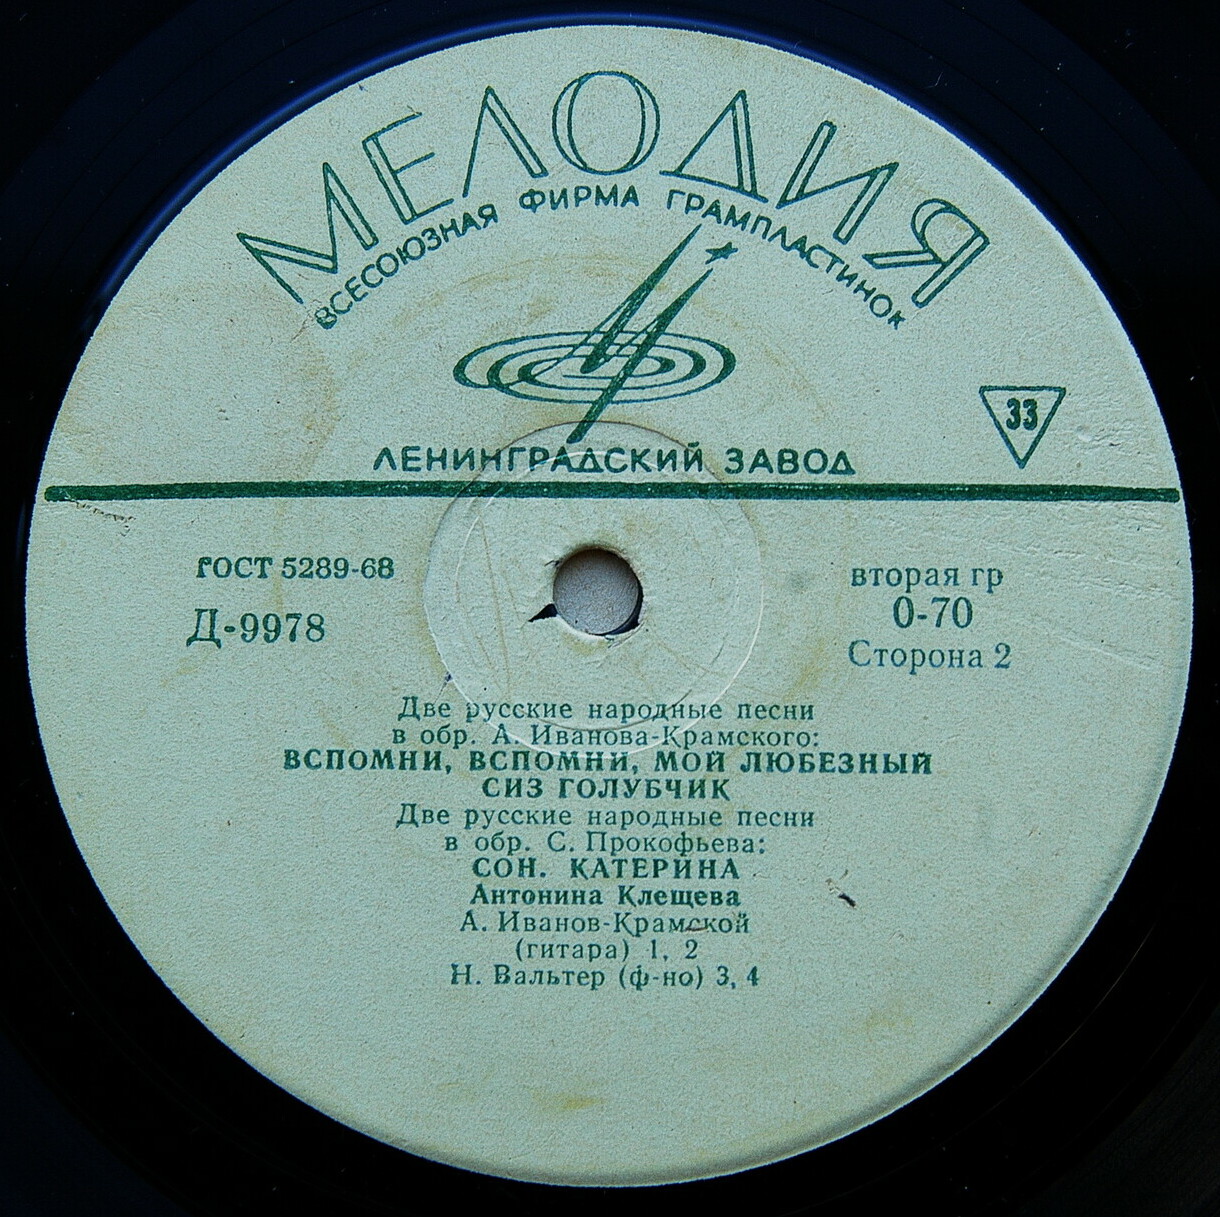 МЕЛОДИЯ
ВСЕСОЮЗНАЯ ФИРМА ГРАМПЛАСТИНОК
33
ЛЕНИНГРАДСКИЙ ЗАВОД
ГОСТ 5289-68
Д-9978
вторая гр
0-70
Сторона 2
Две русские народные песни
в обр. А. Иванова-Крамского:
ВСПОМНИ, ВСПОМНИ, МОЙ ЛЮБЕЗНЫЙ
СИЗ ГОЛУБЧИК
Две русские народные песни
в обр. С. Прокофьева:
СОН. КАТЕРИНА
Антонина Клещева
А. Иванов-Крамской
(гитара) 1, 2
Н. Вальтер (ф-но) 3, 4